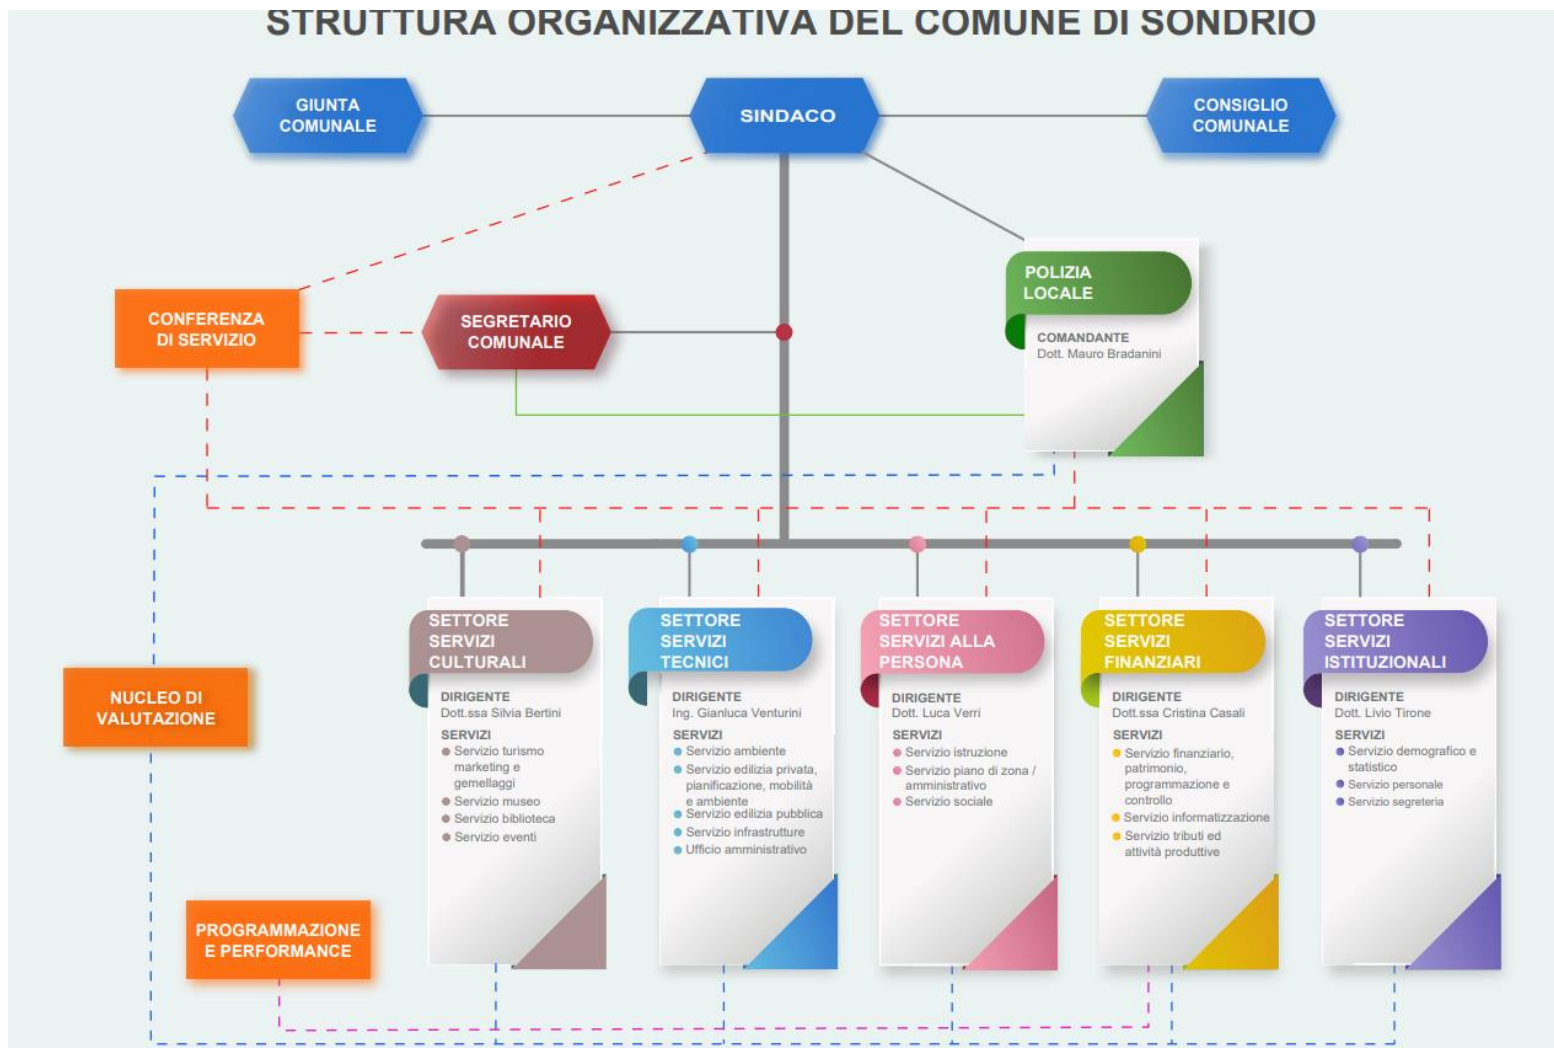 STRUTTURA ORGANIZZATIVA DEL COMUNE DI SONDRIO
GIUNTA
COMUNALE
SINDACO
CONSIGLIO
COMUNALE
POLIZIA
LOCALE
COMANDANTE
Dott. Mauro Bradanini
CONFERENZA
DI SERVIZIO
SEGRETARIO
COMUNALE
SETTORE
SERVIZI
CULTURALI
DIRIGENTE
Dott.ssa Silvia Bertini
SERVIZI
Servizio turismo
marketing e
gemellaggi
Servizio museo
Servizio biblioteca
Servizio eventi
SETTORE
SERVIZI
TECNICI
DIRIGENTE
Ing. Gianluca Venturini
SERVIZI
Servizio ambiente
Servizio edilizia privata,
pianificazione, mobilità
e ambiente
Servizio edilizia pubblica
Servizio infrastrutture
Ufficio amministrativo
SETTORE
SERVIZI ALLA
PERSONA
DIRIGENTE
Dott. Luca Verri
SERVIZI
Servizio istruzione
Servizio piano di zona /
amministrativo
Servizio sociale
SETTORE
SERVIZI
FINANZIARI
DIRIGENTE
Dott.ssa Cristina Casali
SERVIZI
Servizio finanziario,
patrimonio,
programmazione e
controllo
Servizio informatizzazione
Servizio tributi ed
attività produttive
SETTORE
SERVIZI
ISTITUZIONALI
DIRIGENTE
Dott. Livio Tirone
SERVIZI
Servizio demografico e
statistico
Servizio personale
Servizio segreteria
NUCLEO DI
VALUTAZIONE
PROGRAMMAZIONE
E PERFORMANCE